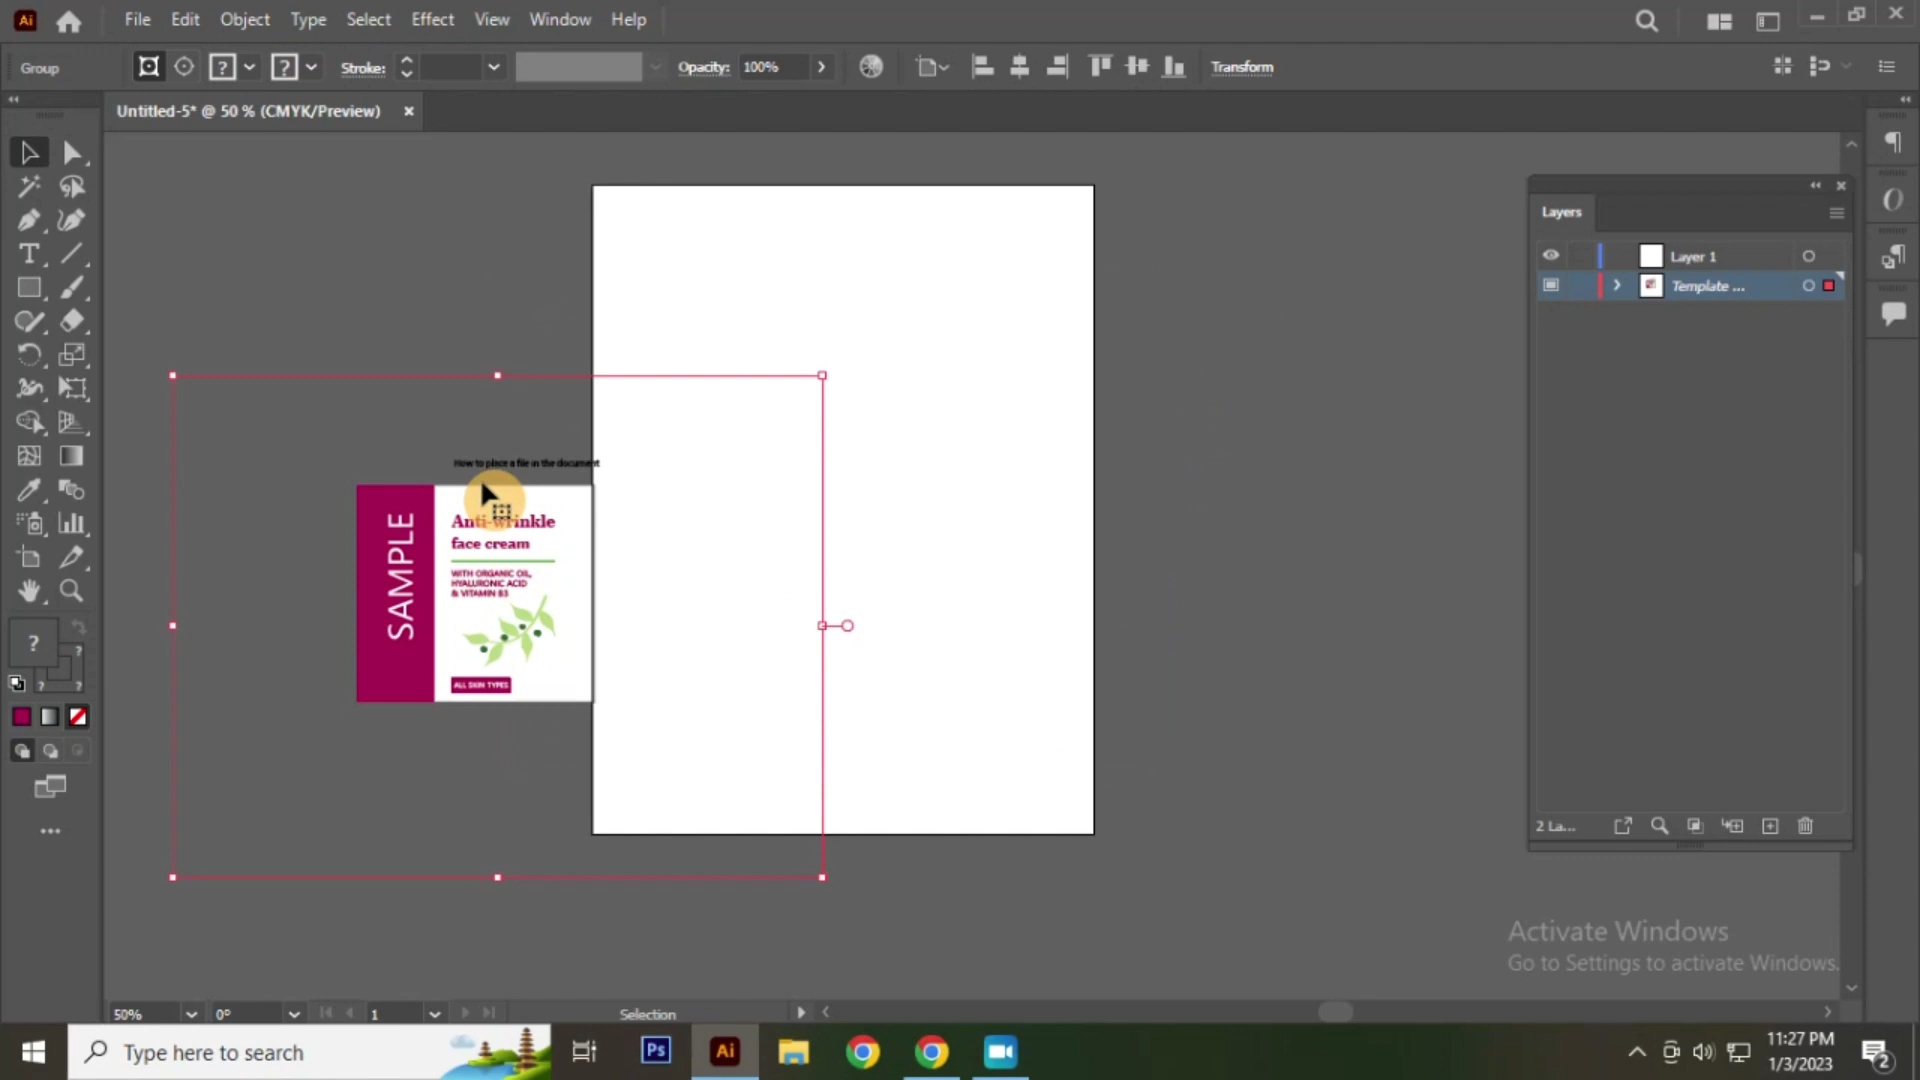 File Edit Object Type Select Effect View Window Help
Group
? ? Stroke: Opacity: 100% Transform
Untitled-5* @ 50 % (CMYK/Preview) ×
Layers
Layer 1
Template ...
How to place a file in the document
SAMPLE
Anti-wrinkle
face cream
WITH ORGANIC OIL,
HYALURONIC ACID
& VITAMIN B3
ALL SKIN TYPES
2 La...
Activate Windows
Go to Settings to activate Windows.
50% 0° 1 Selection
Type here to search
Ps
Ai
11:27 PM
1/3/2023
2